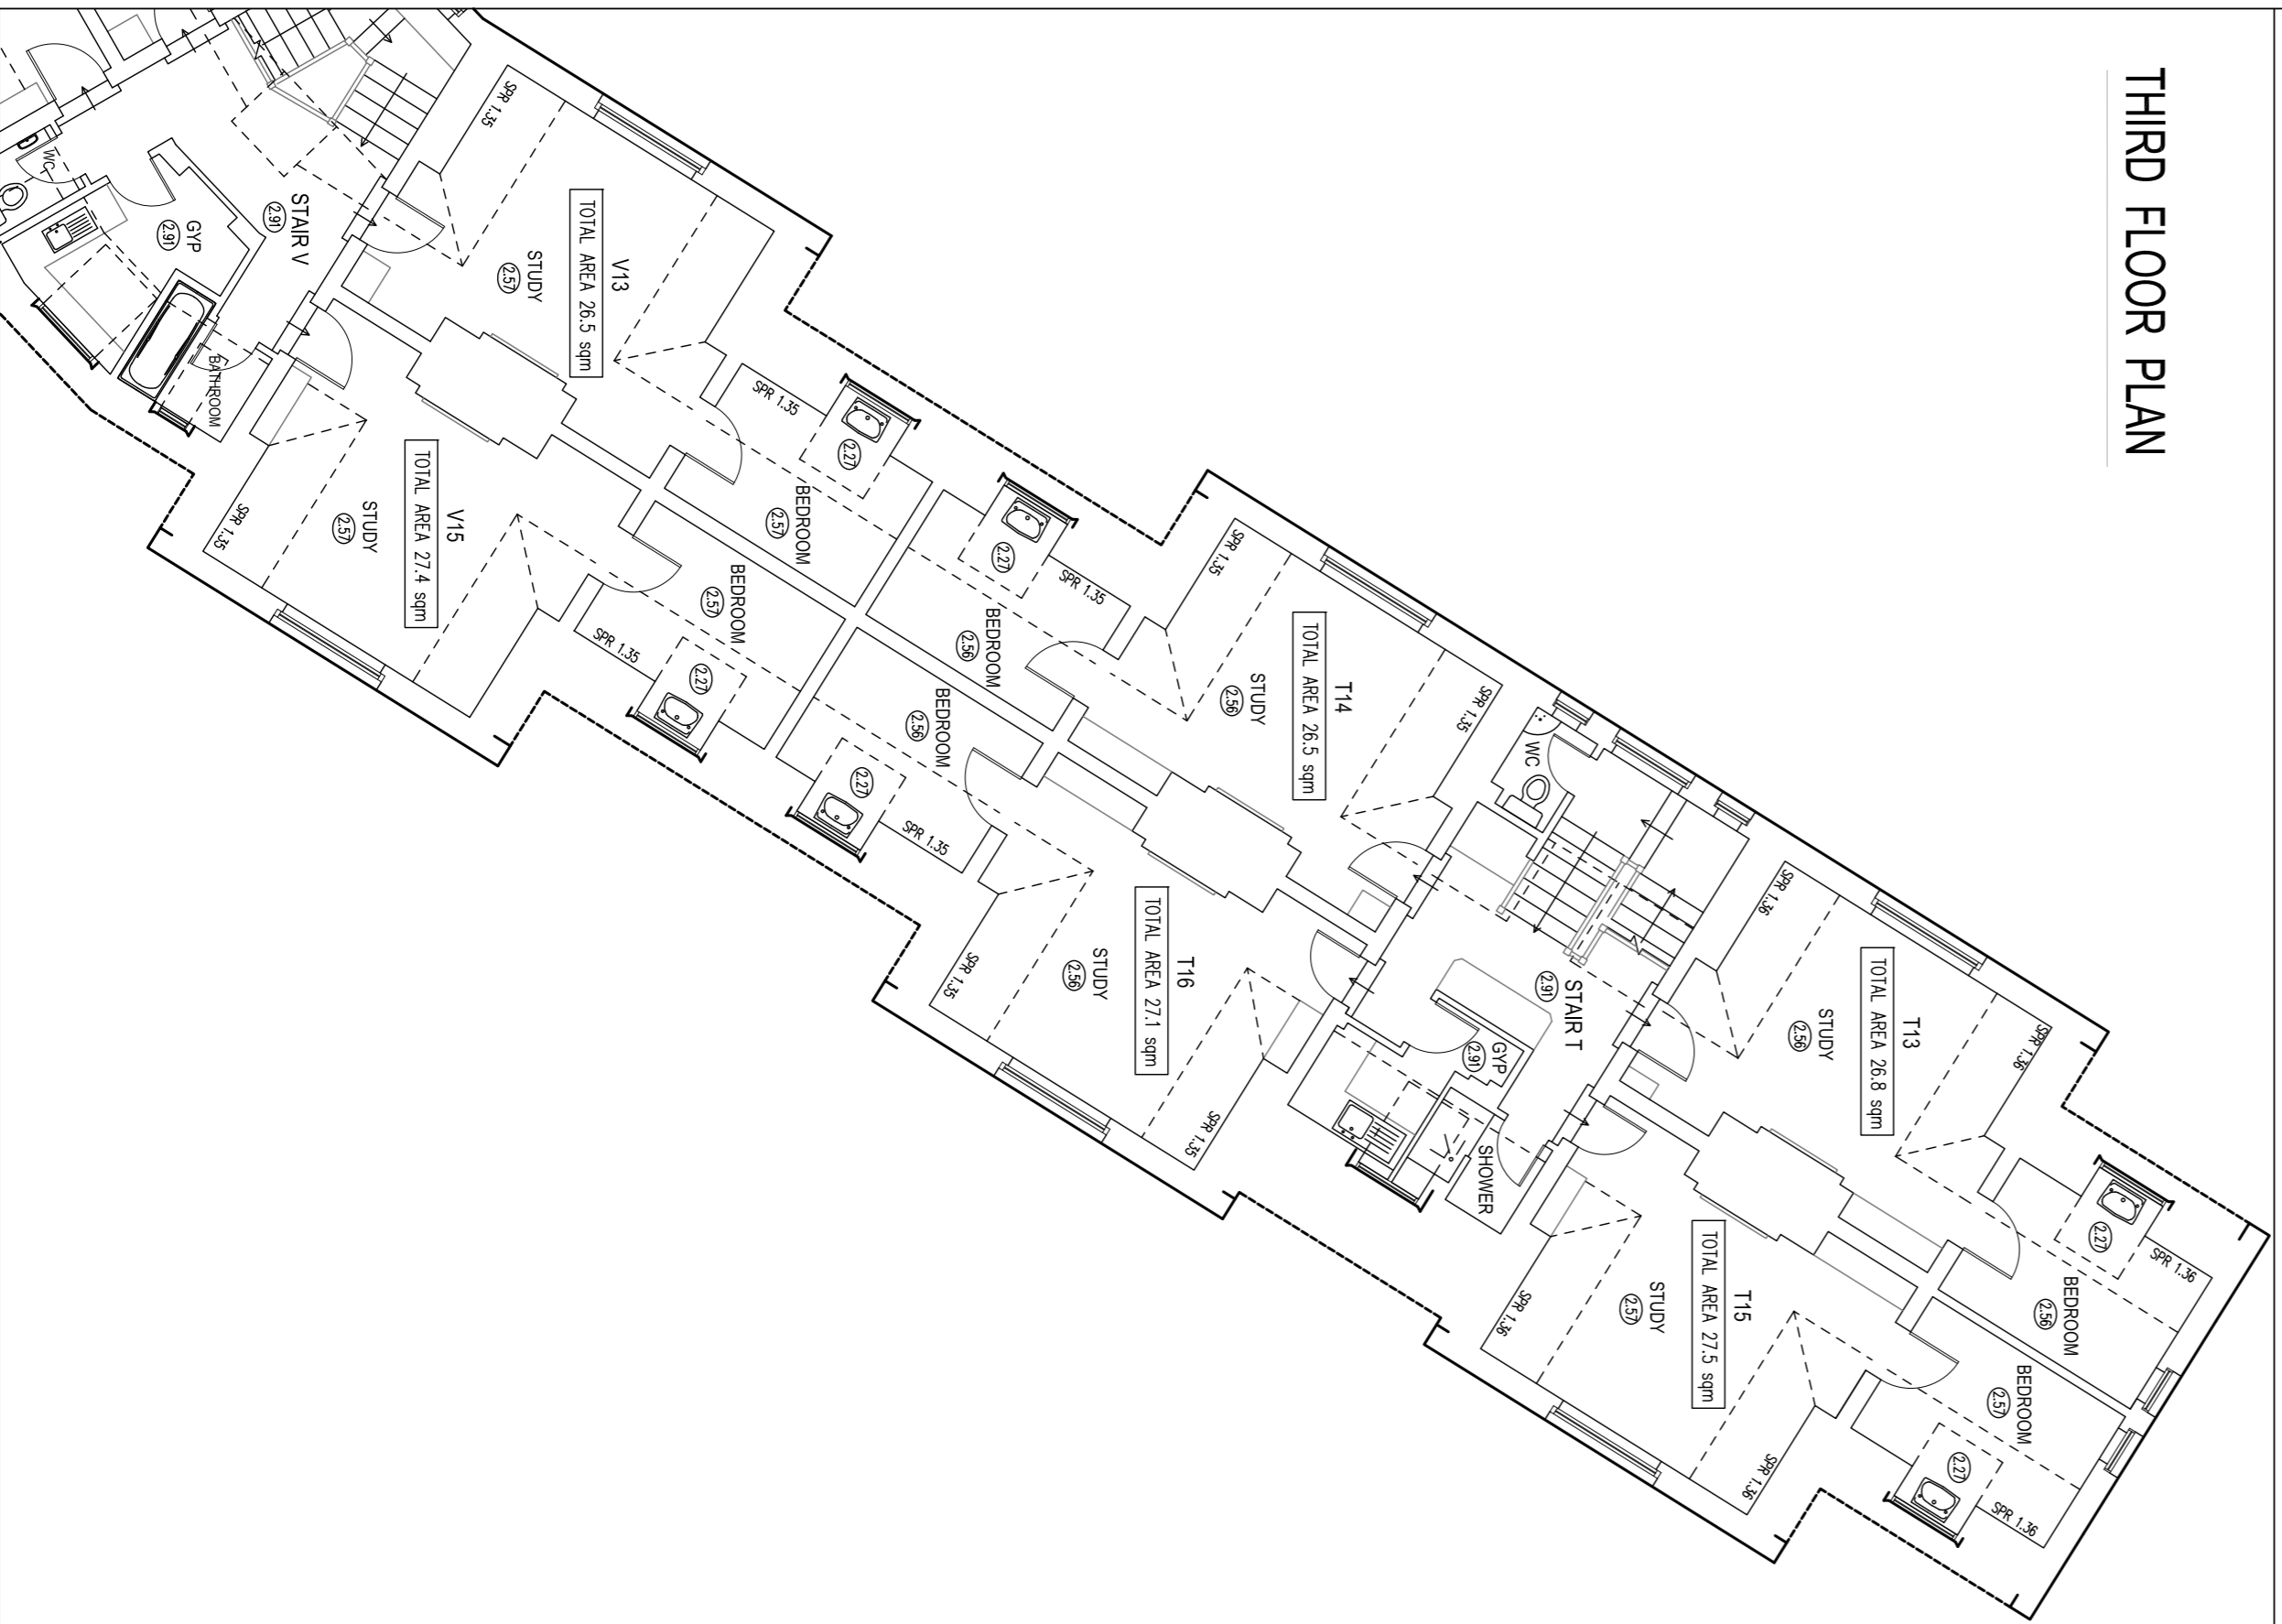 THIRD FLOOR PLAN
T13
TOTAL AREA 26.8 sqm
STUDY
2.56
SPR 1.36
SPR 1.36
BEDROOM
2.56
2.27
SPR 1.36
T15
TOTAL AREA 27.5 sqm
STUDY
2.57
SPR 1.36
SPR 1.36
BEDROOM
2.57
2.27
SPR 1.36
STAIR T
2.91
GYP
2.91
SHOWER
WC
T14
TOTAL AREA 26.5 sqm
STUDY
2.56
SPR 1.35
SPR 1.35
BEDROOM
2.56
2.27
SPR 1.35
T16
TOTAL AREA 27.1 sqm
STUDY
2.56
SPR 1.35
SPR 1.35
BEDROOM
2.56
2.27
SPR 1.35
V13
TOTAL AREA 26.5 sqm
STUDY
2.57
SPR 1.35
BEDROOM
2.57
2.27
SPR 1.35
V15
TOTAL AREA 27.4 sqm
STUDY
2.57
SPR 1.35
BEDROOM
2.57
2.27
SPR 1.35
STAIR V
2.91
GYP
2.91
BATHROOM
WC